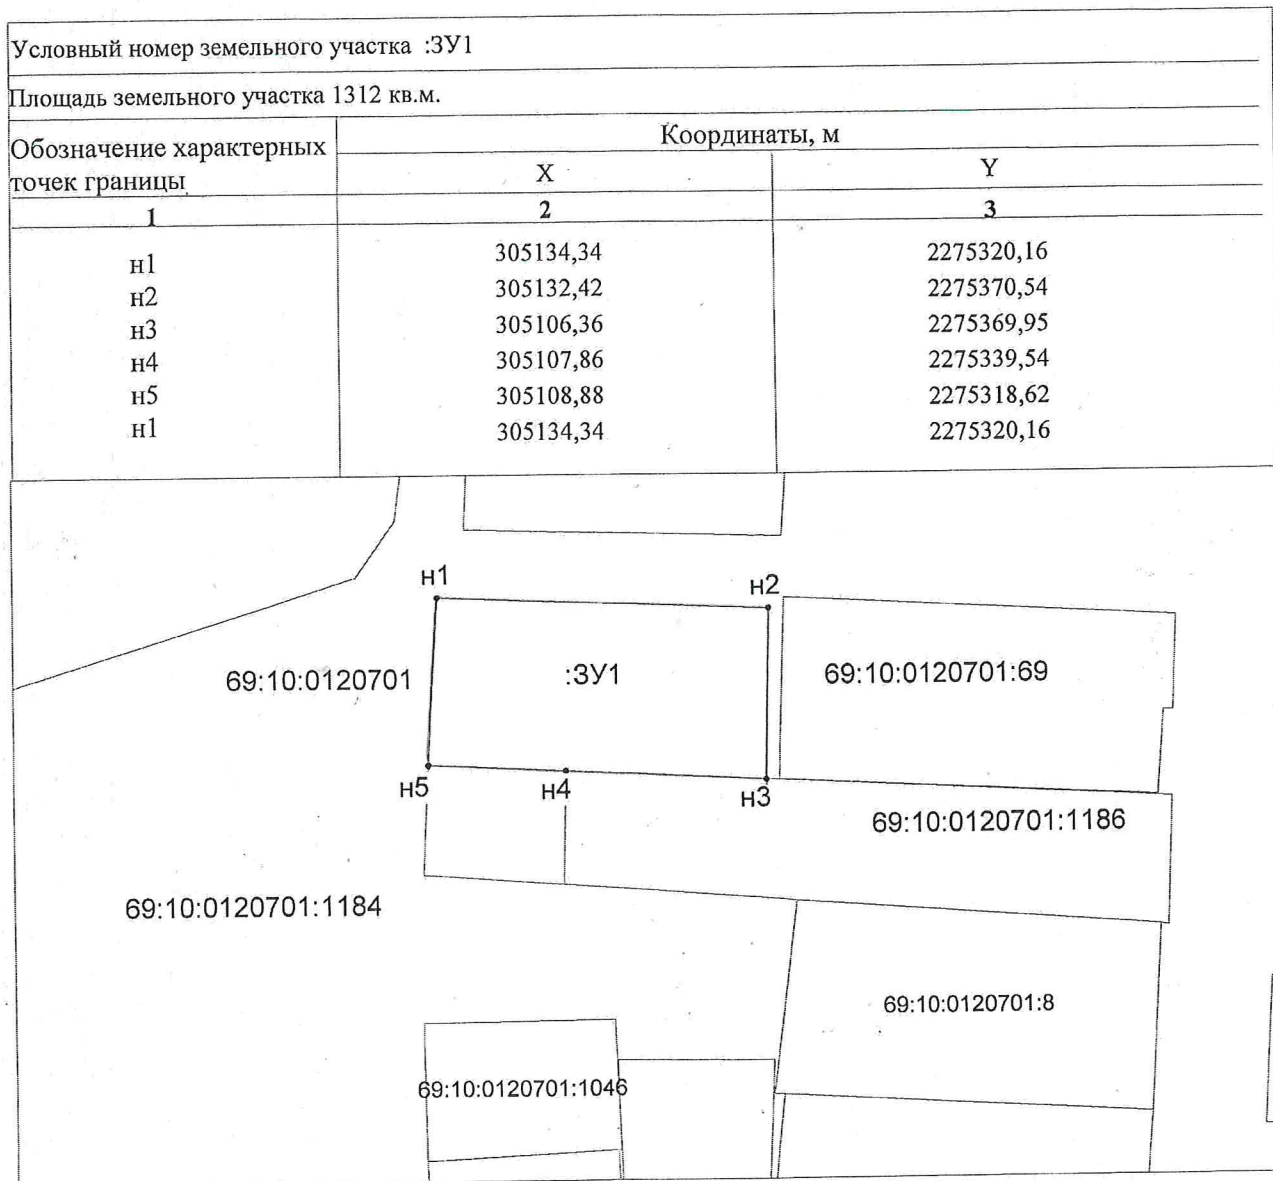 Условный номер земельного участка :ЗУ1
Площадь земельного участка 1312 кв.м.
Обозначение характерных точек границы
Координаты, м
X
Y
1
2
3
н1 305134,34 2275320,16
н2 305132,42 2275370,54
н3 305106,36 2275369,95
н4 305107,86 2275339,54
н5 305108,88 2275318,62
н1 305134,34 2275320,16
н1
н2
69:10:0120701
:ЗУ1
69:10:0120701:69
н5
н4
н3
69:10:0120701:1186
69:10:0120701:1184
69:10:0120701:8
69:10:0120701:1046